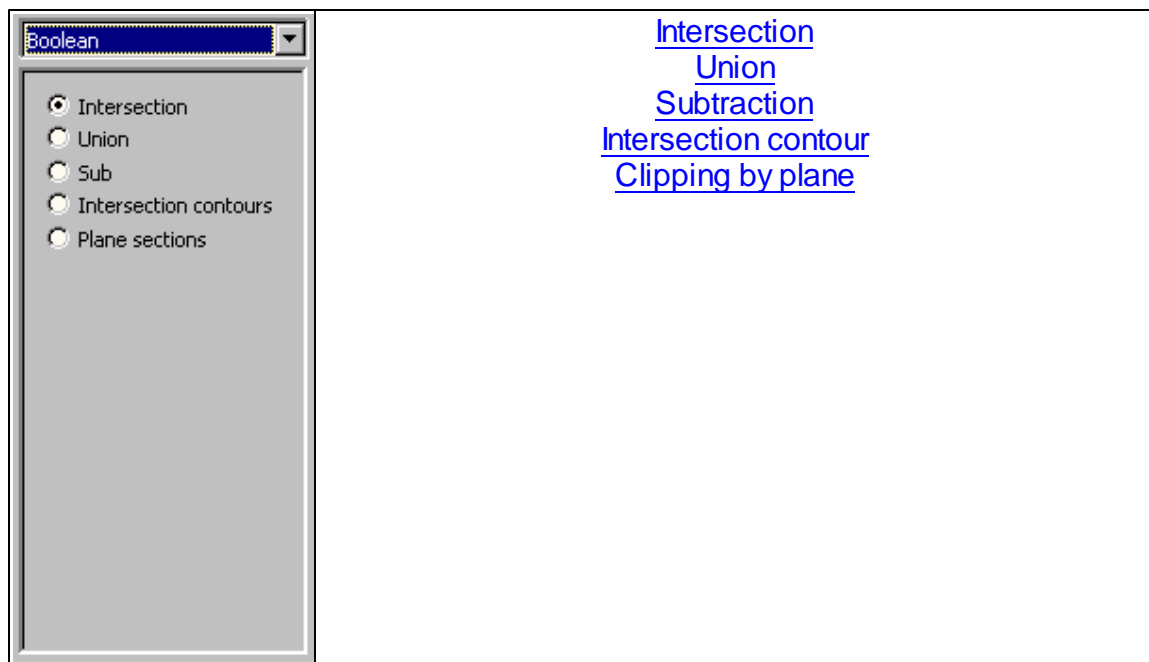 Boolean
Intersection
Union
Sub
Intersection contours
Plane sections
Intersection
Union
Subtraction
Intersection contour
Clipping by plane